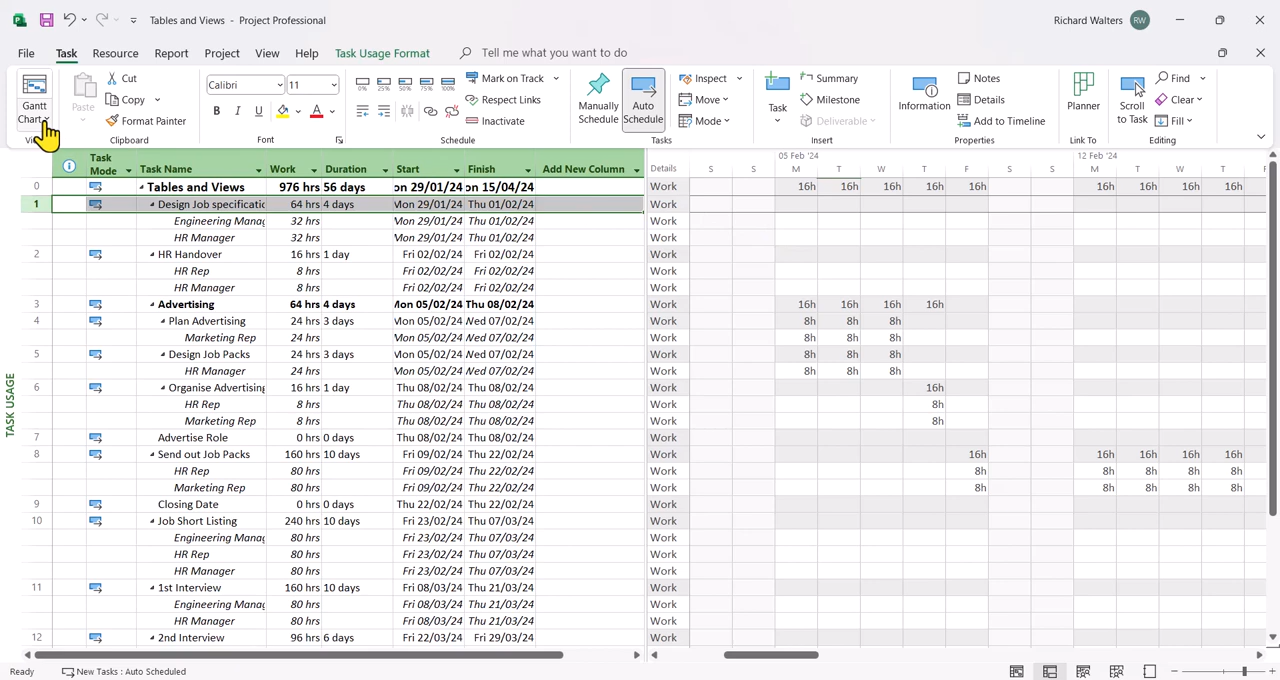 Tables and Views - Project Professional
Richard Walters RW
File Task Resource Report Project View Help Task Usage Format Tell me what you want to do
Gantt Chart
Paste
Cut
Copy
Format Painter
Clipboard
Calibri 11
B I U A
Font
0% 25% 50% 75% 100%
Mark on Track
Respect Links
Inactivate
Schedule
Manually Schedule
Auto Schedule
Inspect
Move
Mode
Tasks
Task
Summary
Milestone
Deliverable
Insert
Information
Notes
Details
Add to Timeline
Properties
Planner
Link To
Scroll to Task
Find
Clear
Fill
Editing
Task Mode Task Name Work Duration Start Finish Add New Column Details
05 Feb '24 12 Feb '24
S S M T W T F S S M T W T
0 Tables and Views 976 hrs 56 days on 29/01/24 on 15/04/24 Work 16h 16h 16h 16h 16h 16h 16h 16h 16h
1 Design Job specificatio 64 hrs 4 days Mon 29/01/24 Thu 01/02/24 Work
Engineering Manag 32 hrs Mon 29/01/24 Thu 01/02/24 Work
HR Manager 32 hrs Mon 29/01/24 Thu 01/02/24 Work
2 HR Handover 16 hrs 1 day Fri 02/02/24 Fri 02/02/24 Work
HR Rep 8 hrs Fri 02/02/24 Fri 02/02/24 Work
HR Manager 8 hrs Fri 02/02/24 Fri 02/02/24 Work
3 Advertising 64 hrs 4 days Mon 05/02/24 Thu 08/02/24 Work 16h 16h 16h 16h
4 Plan Advertising 24 hrs 3 days Mon 05/02/24 Wed 07/02/24 Work 8h 8h 8h
Marketing Rep 24 hrs Mon 05/02/24 Wed 07/02/24 Work 8h 8h 8h
5 Design Job Packs 24 hrs 3 days Mon 05/02/24 Wed 07/02/24 Work 8h 8h 8h
HR Manager 24 hrs Mon 05/02/24 Wed 07/02/24 Work 8h 8h 8h
6 Organise Advertising 16 hrs 1 day Thu 08/02/24 Thu 08/02/24 Work 16h
HR Rep 8 hrs Thu 08/02/24 Thu 08/02/24 Work 8h
Marketing Rep 8 hrs Thu 08/02/24 Thu 08/02/24 Work 8h
7 Advertise Role 0 hrs 0 days Thu 08/02/24 Thu 08/02/24 Work
8 Send out Job Packs 160 hrs 10 days Fri 09/02/24 Thu 22/02/24 Work 16h 16h 16h 16h 16h
HR Rep 80 hrs Fri 09/02/24 Thu 22/02/24 Work 8h 8h 8h 8h 8h
Marketing Rep 80 hrs Fri 09/02/24 Thu 22/02/24 Work 8h 8h 8h 8h 8h
9 Closing Date 0 hrs 0 days Thu 22/02/24 Thu 22/02/24 Work
10 Job Short Listing 240 hrs 10 days Fri 23/02/24 Thu 07/03/24 Work
Engineering Manag 80 hrs Fri 23/02/24 Thu 07/03/24 Work
HR Rep 80 hrs Fri 23/02/24 Thu 07/03/24 Work
HR Manager 80 hrs Fri 23/02/24 Thu 07/03/24 Work
11 1st Interview 160 hrs 10 days Fri 08/03/24 Thu 21/03/24 Work
Engineering Manag 80 hrs Fri 08/03/24 Thu 21/03/24 Work
HR Manager 80 hrs Fri 08/03/24 Thu 21/03/24 Work
12 2nd Interview 96 hrs 6 days Fri 22/03/24 Fri 29/03/24 Work
TASK USAGE
Ready New Tasks : Auto Scheduled